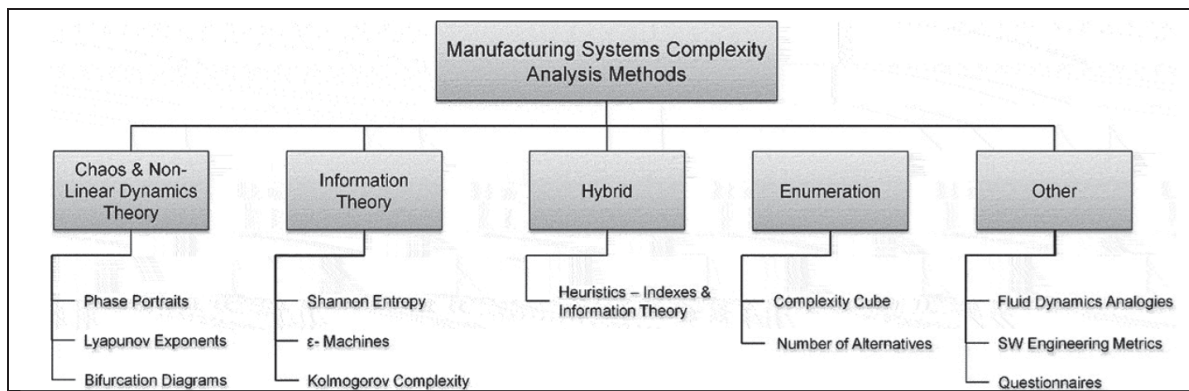 Manufacturing Systems Complexity
Analysis Methods
Chaos & Non-
Linear Dynamics
Theory
Information
Theory
Hybrid
Enumeration
Other
Phase Portraits
Lyapunov Exponents
Bifurcation Diagrams
Shannon Entropy
ε- Machines
Kolmogorov Complexity
Heuristics – Indexes &
Information Theory
Complexity Cube
Number of Alternatives
Fluid Dynamics Analogies
SW Engineering Metrics
Questionnaires